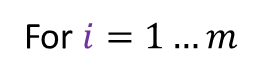 For i = 1 … m